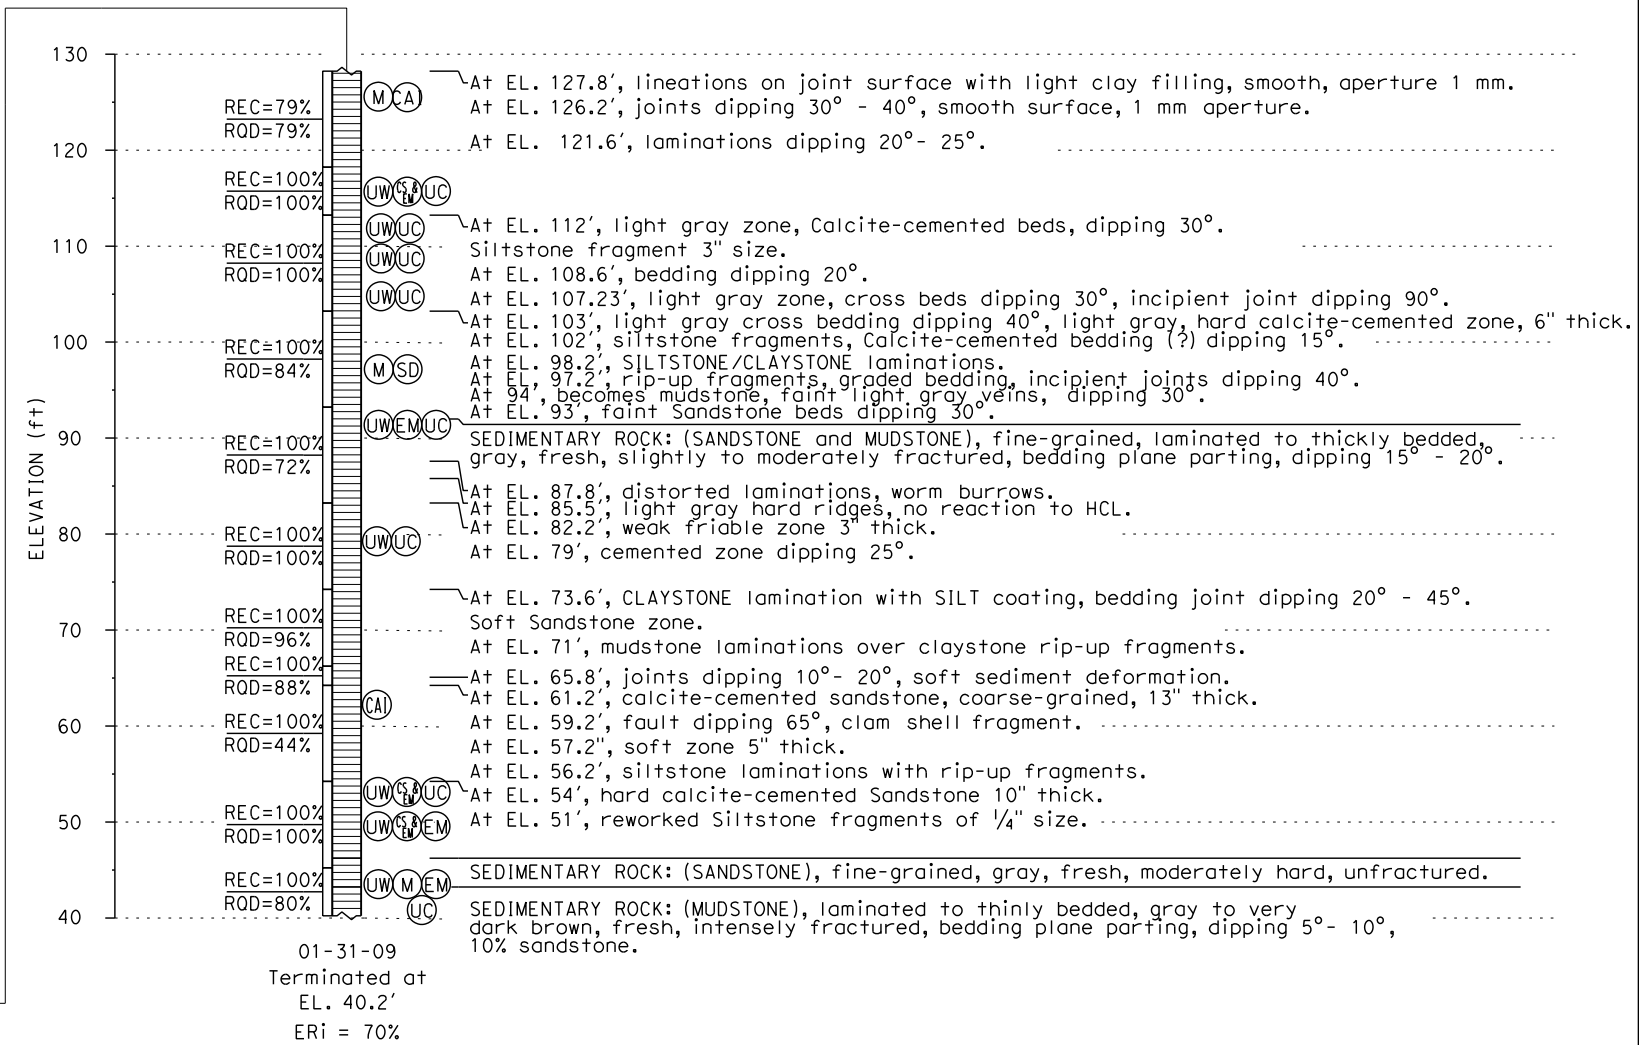 130
At EL. 127.8′, lineations on joint surface with light clay filling, smooth, aperture 1 mm.
M CAI
REC=79%
At EL. 126.2′, joints dipping 30° - 40°, smooth surface, 1 mm aperture.
RQD=79%
At EL. 121.6′, laminations dipping 20°- 25°.
120
REC=100%
UW CS & EM UC
RQD=100%
At EL. 112′, light gray zone, Calcite-cemented beds, dipping 30°.
UW UC
110
REC=100%
Siltstone fragment 3" size.
UW UC
RQD=100%
At EL. 108.6′, bedding dipping 20°.
UW UC
At EL. 107.23′, light gray zone, cross beds dipping 30°, incipient joint dipping 90°.
At EL. 103′, light gray cross bedding dipping 40°, light gray, hard calcite-cemented zone, 6" thick.
100
At EL. 102′, siltstone fragments, Calcite-cemented bedding (?) dipping 15°.
REC=100%
At EL. 98.2′, SILTSTONE/CLAYSTONE laminations.
RQD=84%
M SD
At EL, 97.2′, rip-up fragments, graded bedding, incipient joints dipping 40°.
At 94′, becomes mudstone, faint light gray veins, dipping 30°.
At EL. 93′, faint Sandstone beds dipping 30°.
UW EM UC
ELEVATION (ft)
90
REC=100%
RQD=72%
SEDIMENTARY ROCK: (SANDSTONE and MUDSTONE), fine-grained, laminated to thickly bedded,
gray, fresh, slightly to moderately fractured, bedding plane parting, dipping 15° - 20°.
At EL. 87.8′, distorted laminations, worm burrows.
At EL. 85.5′, light gray hard ridges, no reaction to HCL.
At EL. 82.2′, weak friable zone 3" thick.
80
REC=100%
UW UC
RQD=100%
At EL. 79′, cemented zone dipping 25°.
At EL. 73.6′, CLAYSTONE lamination with SILT coating, bedding joint dipping 20° - 45°.
REC=100%
Soft Sandstone zone.
70
RQD=96%
At EL. 71′, mudstone laminations over claystone rip-up fragments.
REC=100%
At EL. 65.8′, joints dipping 10°- 20°, soft sediment deformation.
RQD=88%
At EL. 61.2′, calcite-cemented sandstone, coarse-grained, 13" thick.
CAI
60
REC=100%
At EL. 59.2′, fault dipping 65°, clam shell fragment.
RQD=44%
At EL. 57.2", soft zone 5" thick.
At EL. 56.2′, siltstone laminations with rip-up fragments.
UW CS & EM UC
At EL. 54′, hard calcite-cemented Sandstone 10" thick.
50
REC=100%
At EL. 51′, reworked Siltstone fragments of 1/4" size.
UW CS & EM EM
RQD=100%
REC=100%
SEDIMENTARY ROCK: (SANDSTONE), fine-grained, gray, fresh, moderately hard, unfractured.
UW M EM
RQD=80%
UC
40
SEDIMENTARY ROCK: (MUDSTONE), laminated to thinly bedded, gray to very
dark brown, fresh, intensely fractured, bedding plane parting, dipping 5°- 10°,
10% sandstone.
01-31-09
Terminated at
EL. 40.2′
ERi = 70%